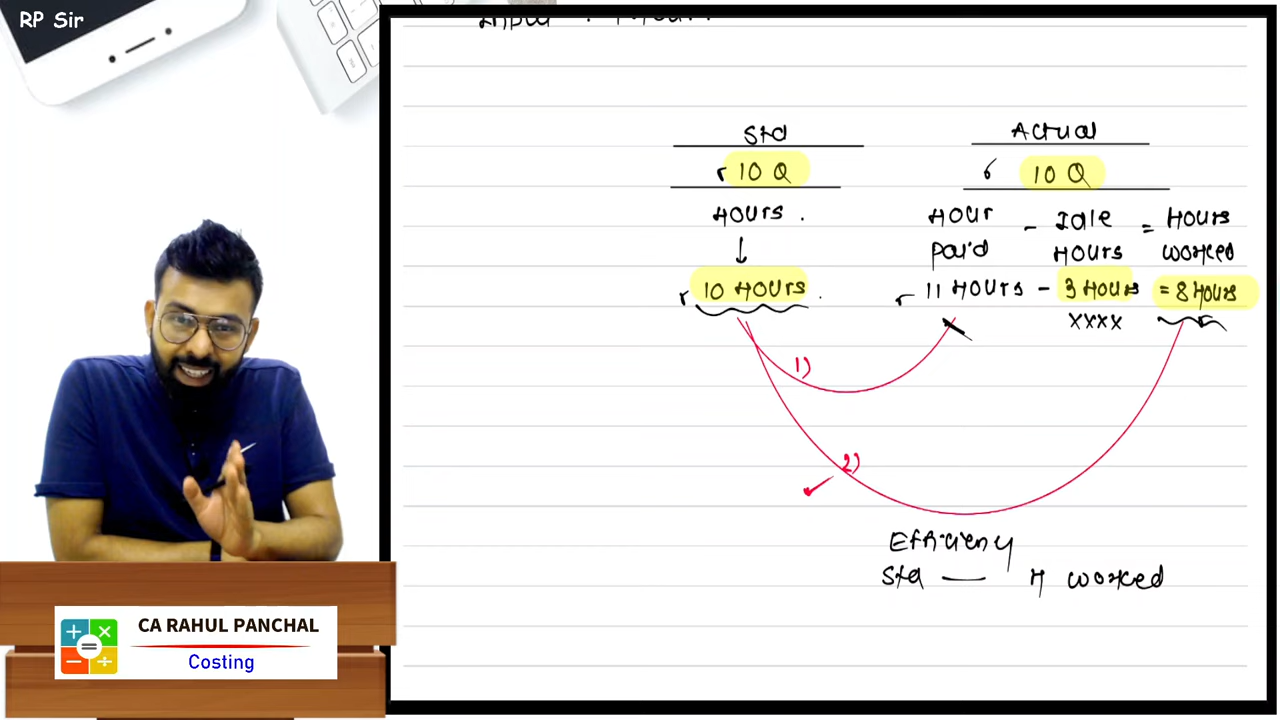 RP Sir
Std
Actual
10 Q
10 Q
HOURS .
HOUR - Idle = HOURS
paid HOURS worked
10 HOURS .
11 HOURS - 3 HOURS = 8 HOURS
XXXX
1)
2)
Efficiency
Std — H worked
CA RAHUL PANCHAL
Costing